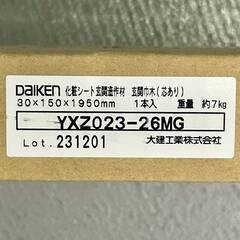 DAIKEN 化粧シート玄関造作材 玄関巾木(芯あり)
30×150×1950mm 1本入 重量 約7kg
YXZ023-26MG
Lot.231201 大建工業株式会社